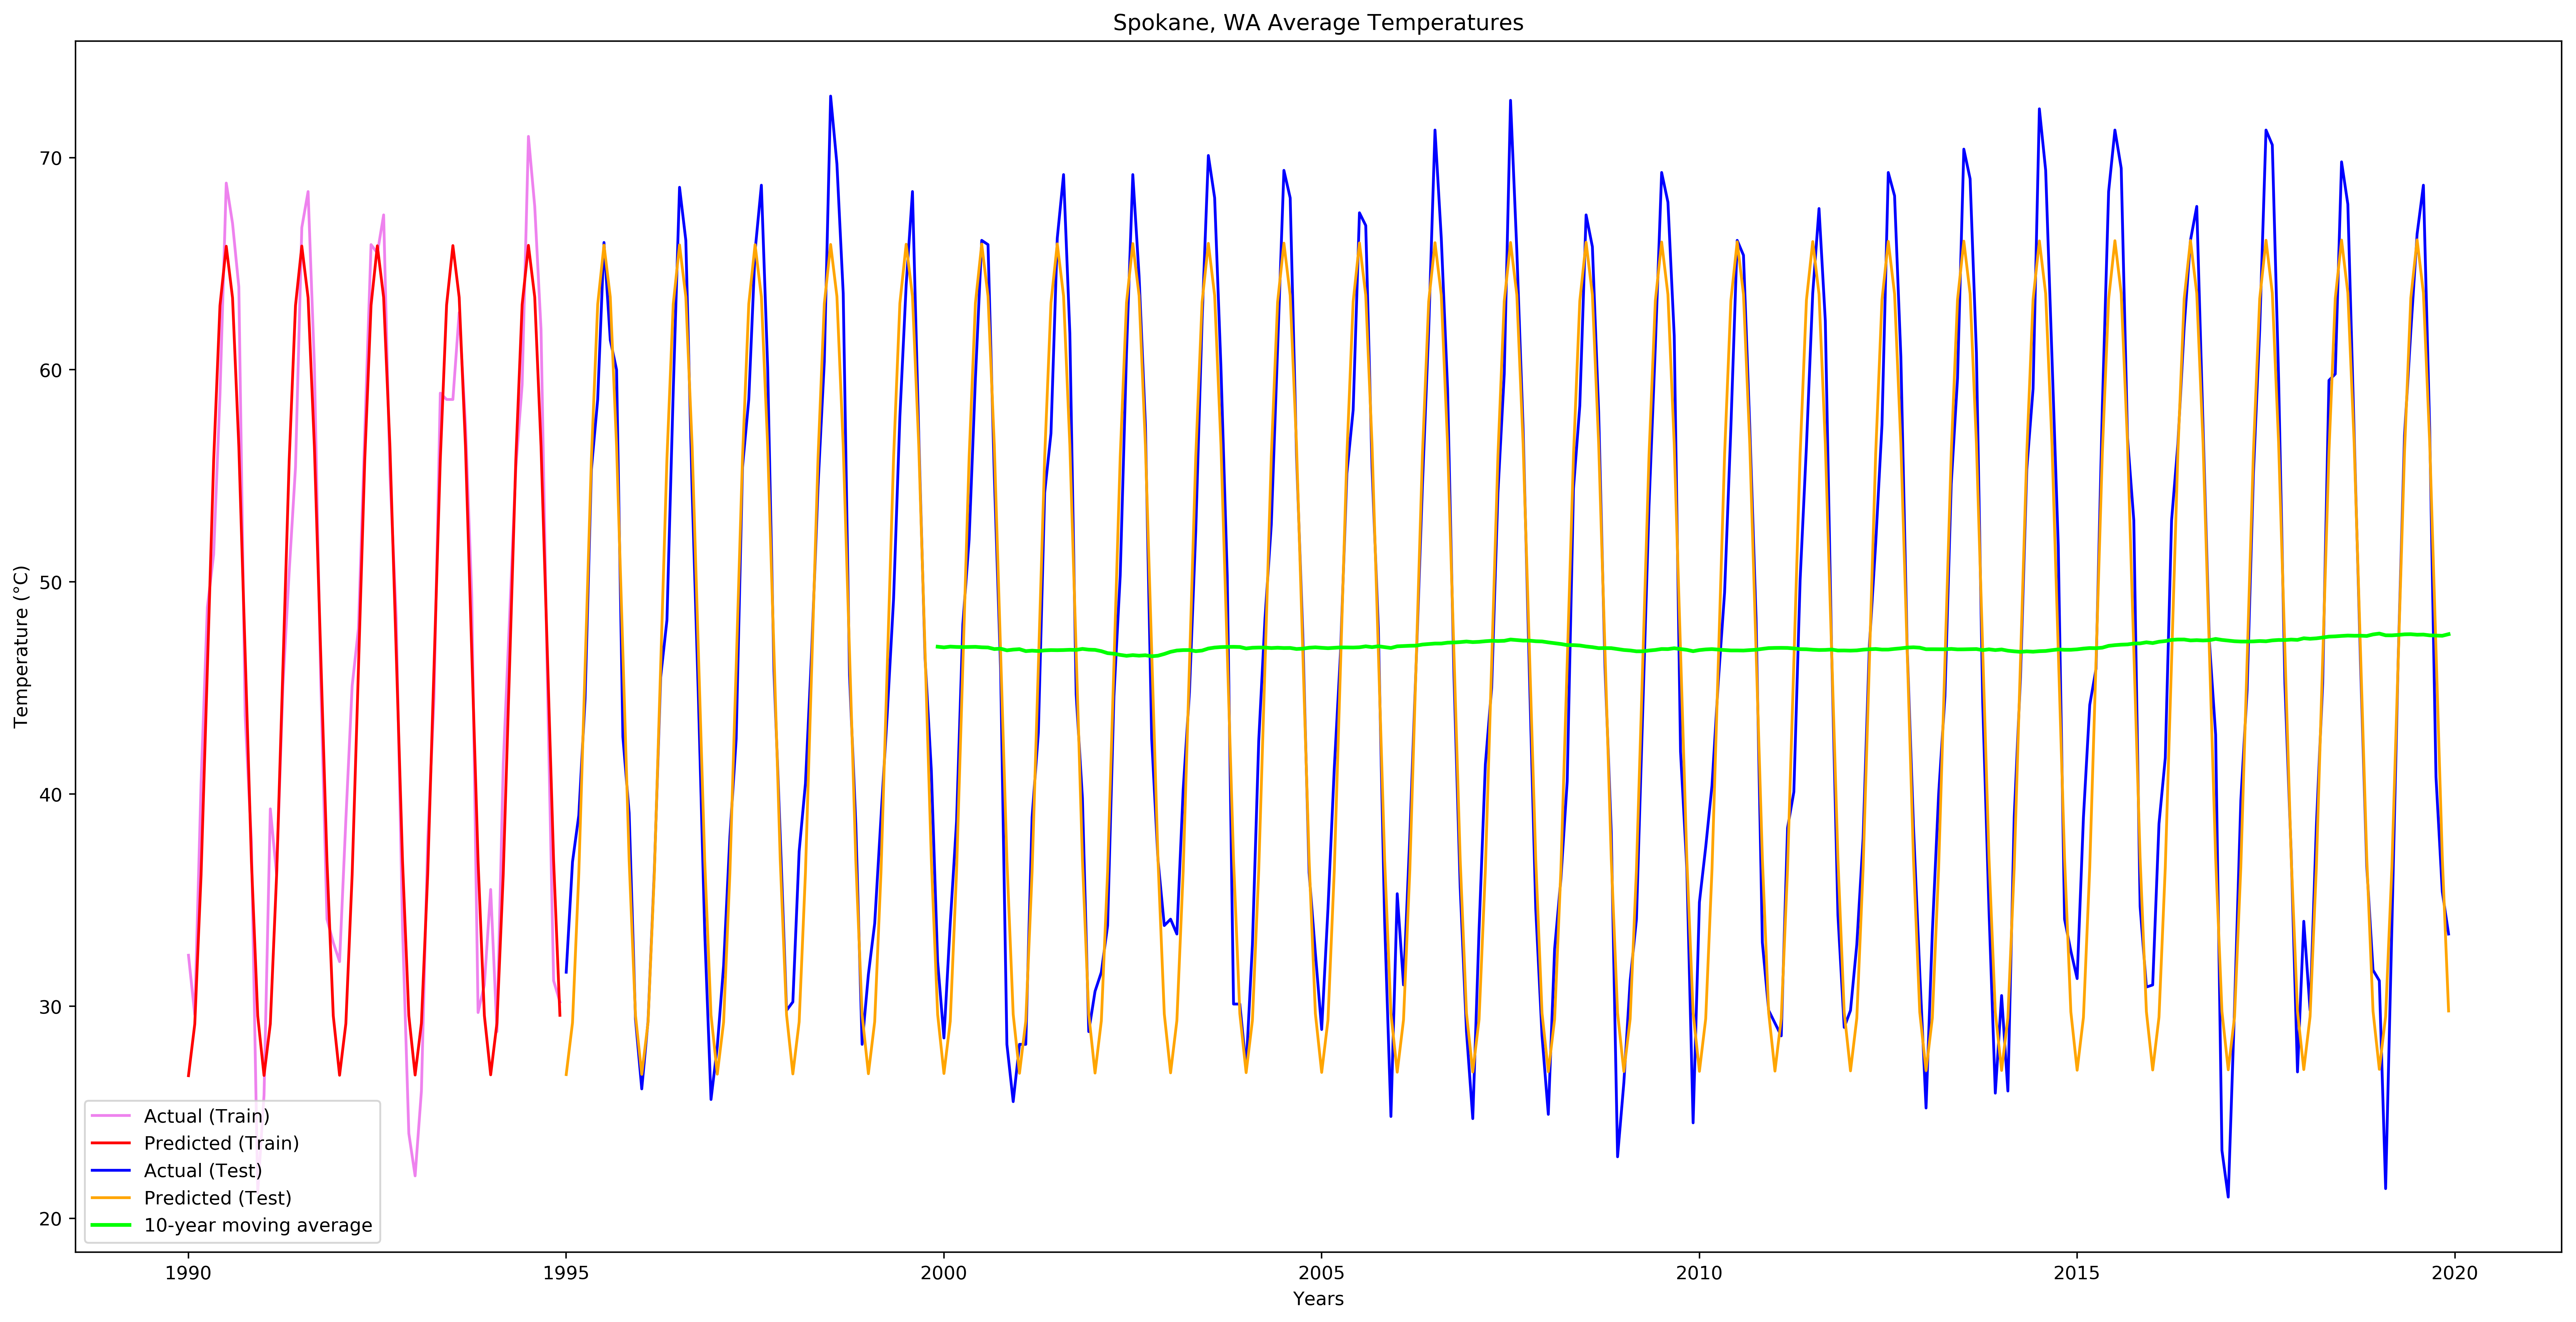 Spokane, WA Average Temperatures
Temperature (°C)
70
60
50
40
30
20
Actual (Train)
Predicted (Train)
Actual (Test)
Predicted (Test)
10-year moving average
1990 1995 2000 2005 2010 2015 2020
Years